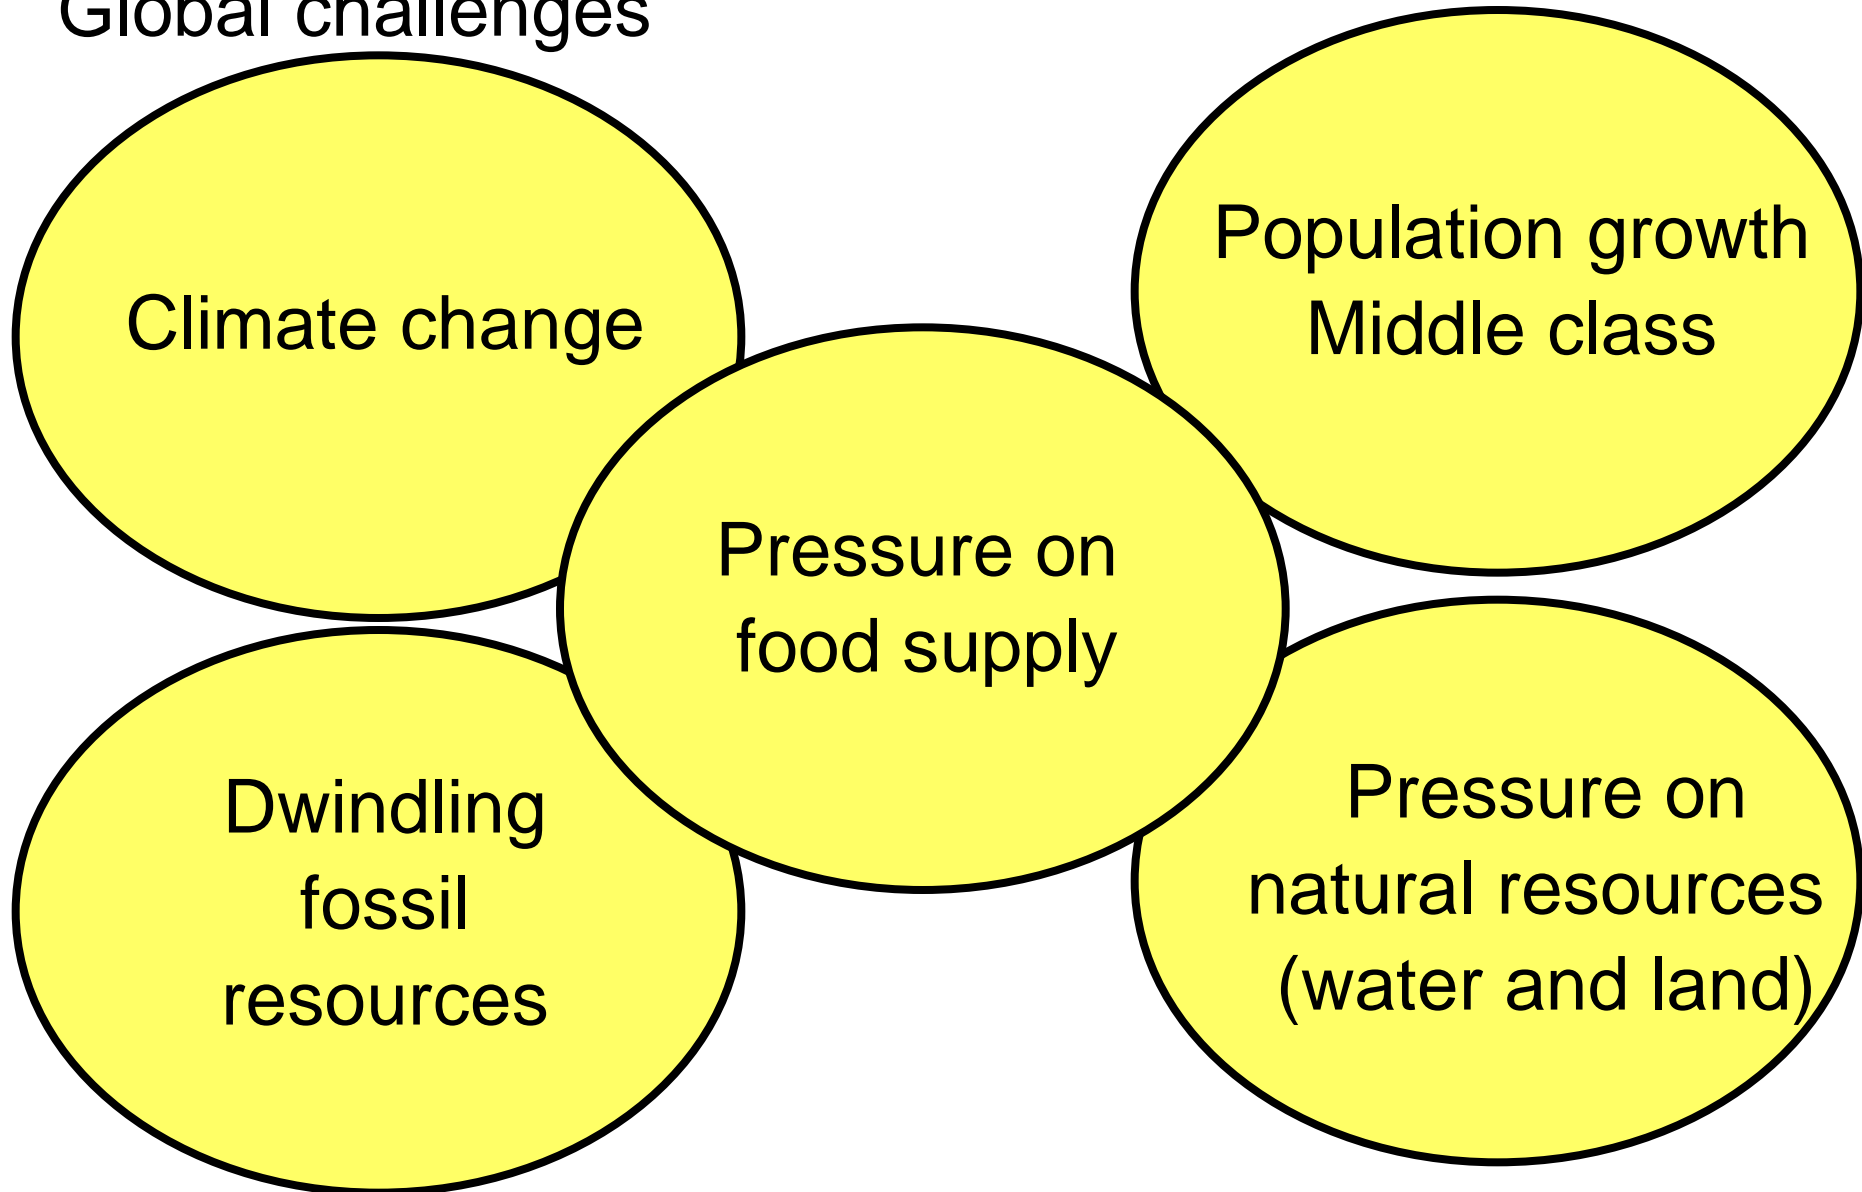 Global challenges
Climate change
Population growth
Middle class
Pressure on
food supply
Dwindling
fossil
resources
Pressure on
natural resources
(water and land)